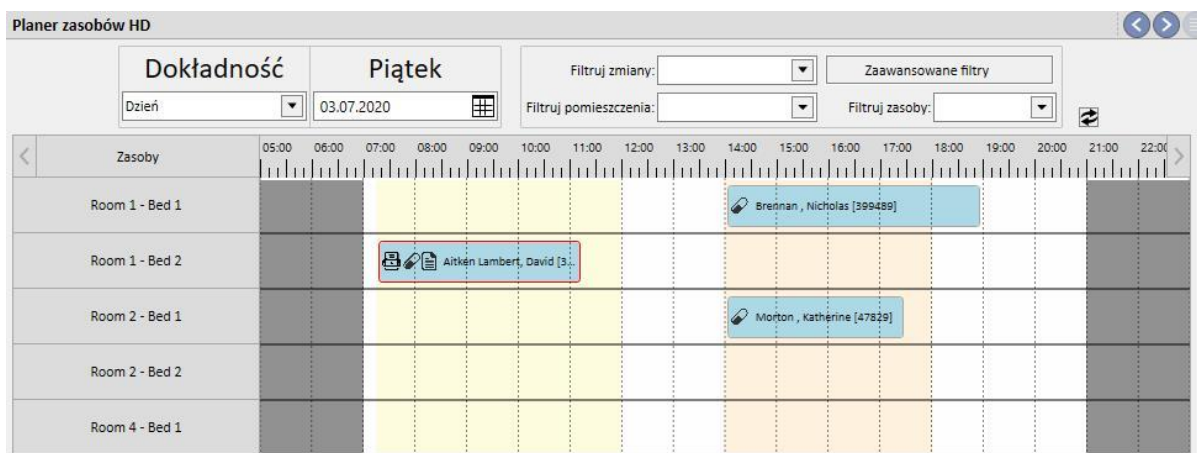 Planer zasobów HD
Dokładność Piątek
Filtruj zmiany: Zaawansowane filtry
Dzień 03.07.2020 Filtruj pomieszczenia: Filtruj zasoby:
Zasoby 05:00 06:00 07:00 08:00 09:00 10:00 11:00 12:00 13:00 14:00 15:00 16:00 17:00 18:00 19:00 20:00 21:00 22:00
Room 1 - Bed 1 Brennan , Nicholas [399489]
Room 1 - Bed 2 Aitken Lambert, David [3...
Room 2 - Bed 1 Morton , Katherine [47829]
Room 2 - Bed 2
Room 4 - Bed 1